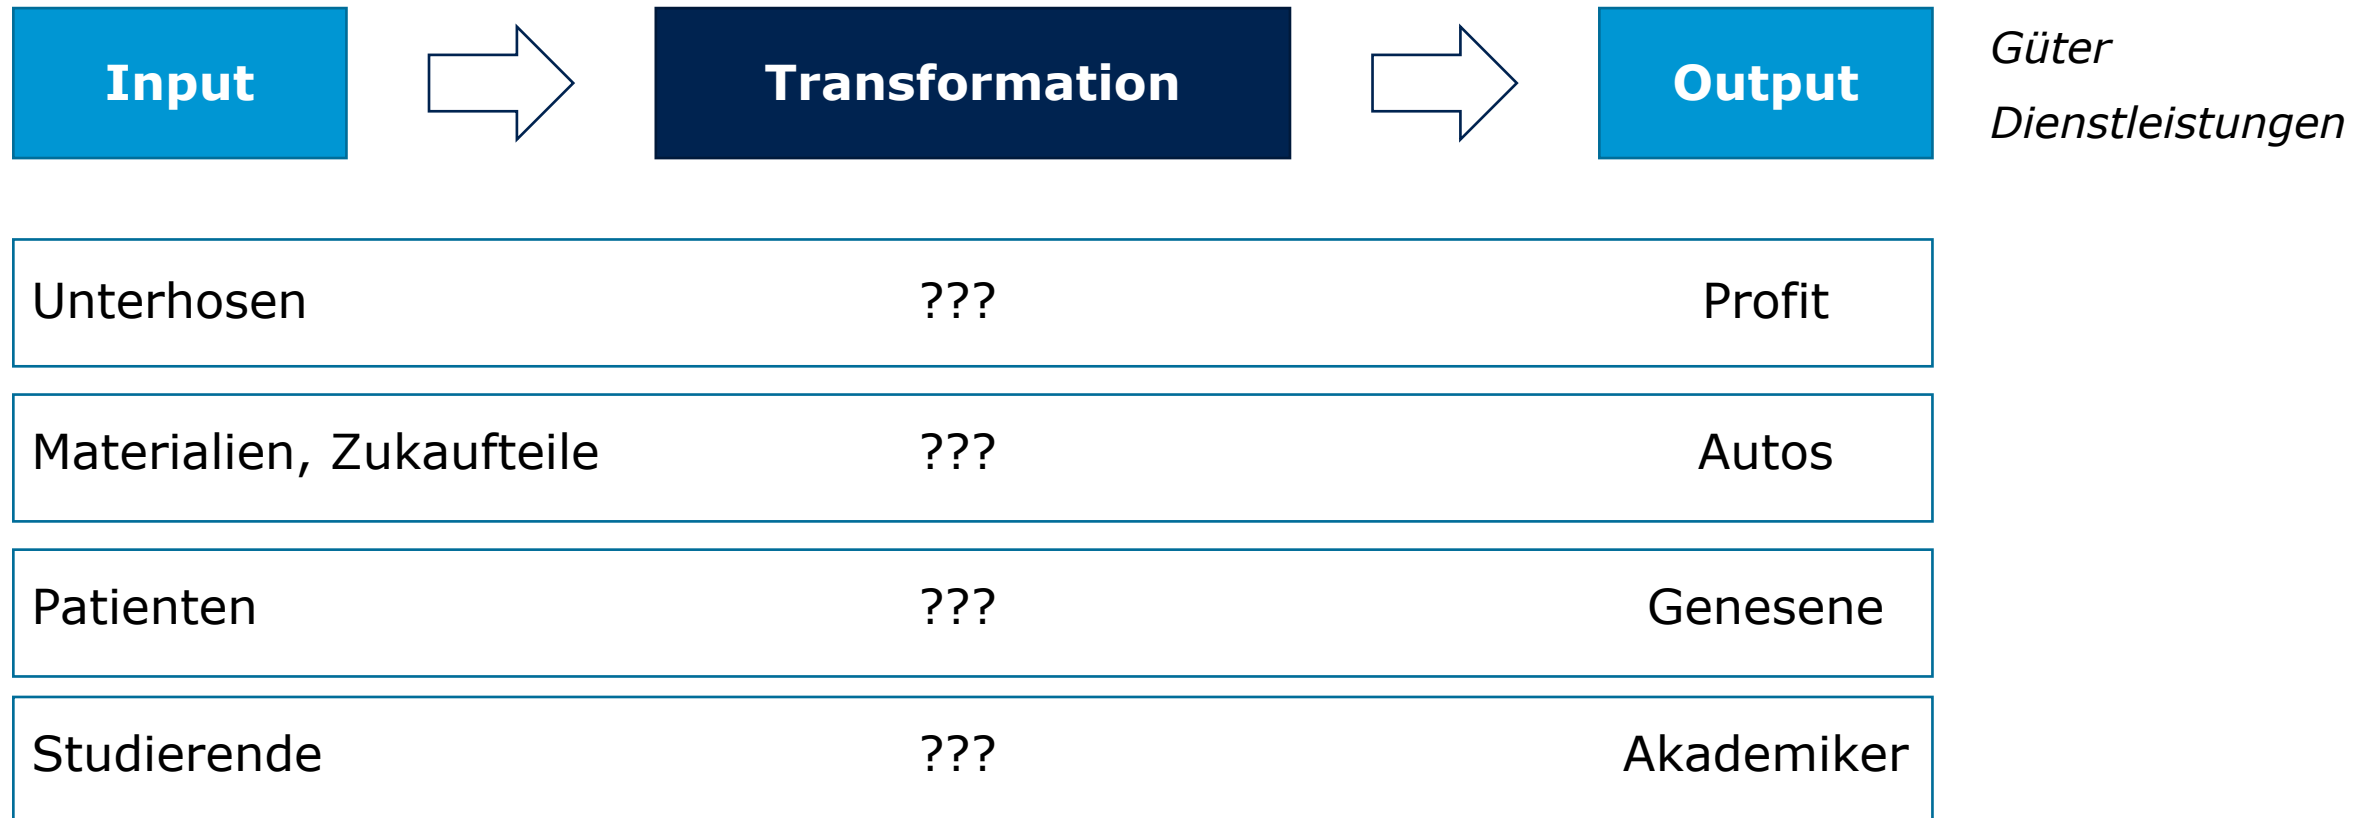 Input
Transformation
Output
Güter
Dienstleistungen
Unterhosen ??? Profit
Materialien, Zukaufteile ??? Autos
Patienten ??? Genesene
Studierende ??? Akademiker